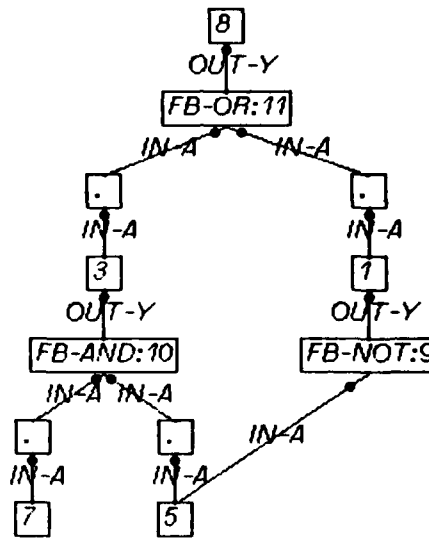 8
OUT-Y
FB-OR:11
IN-A IN-A
. .
IN-A IN-A
3 1
OUT-Y OUT-Y
FB-AND:10 FB-NOT:9
IN-A IN-A
. . IN-A
IN-A IN-A
7 5